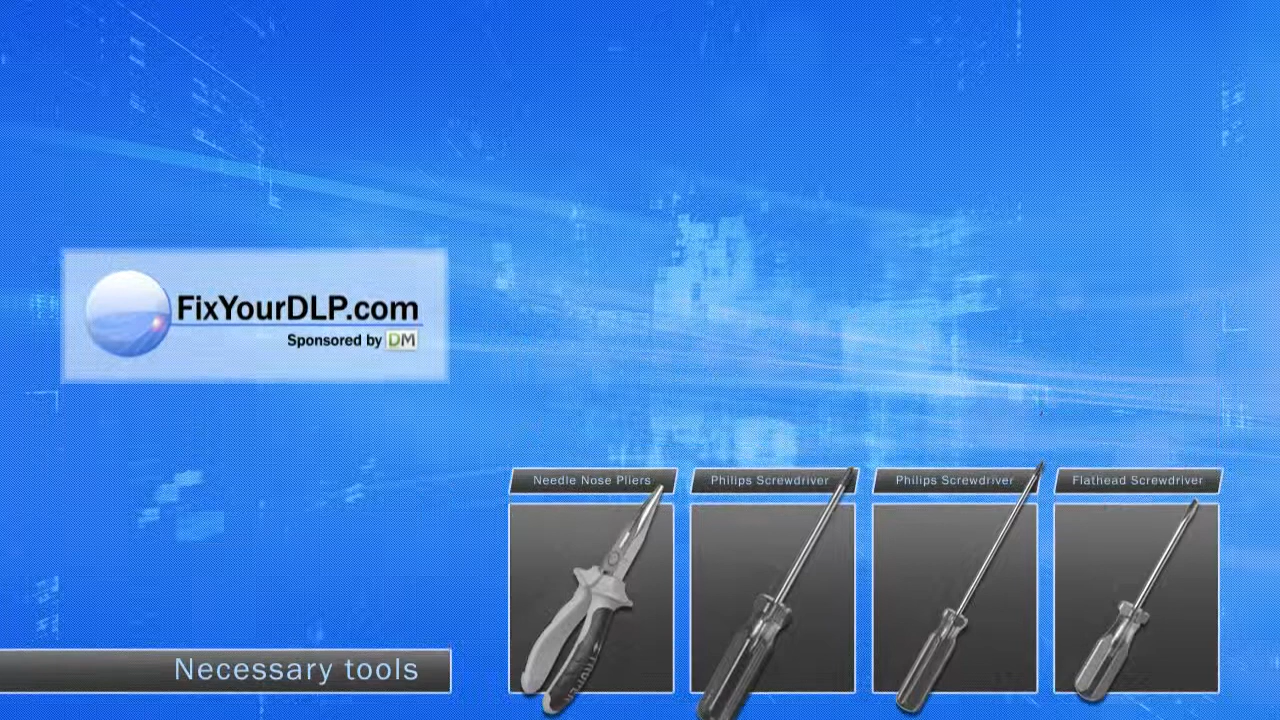 FixYourDLP.com
Sponsored by DM
Needle Nose Pliers
Philips Screwdriver
Philips Screwdriver
Flathead Screwdriver
Necessary tools